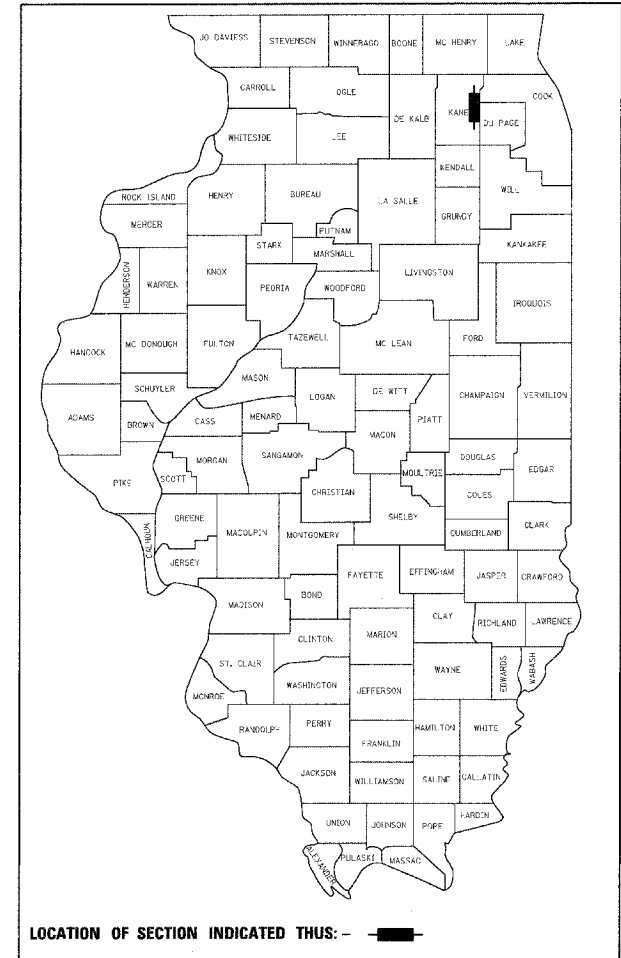 JO DAVIESS STEVENSON WINNEBAGO BOONE MC HENRY LAKE
CARROLL OGLE DE KALB KANE COOK
DU PAGE
WHITESIDE LEE
KENDALL
ROCK ISLAND HENRY BUREAU LA SALLE GRUNDY WILL
MERCER PUTNAM
STARK MARSHALL KANKAKEE
HENDERSON WARREN KNOX PEORIA WOODFORD LIVINGSTON
IROQUOIS
HANCOCK MC DONOUGH FULTON TAZEWELL MC LEAN FORD
MASON
SCHUYLER LOGAN DE WITT CHAMPAIGN VERMILION
ADAMS BROWN CASS MENARD PIATT
MACON
MORGAN SANGAMON DOUGLAS
PIKE SCOTT CHRISTIAN MOULTRIE COLES EDGAR
GREENE SHELBY
CALHOUN MACOUPIN MONTGOMERY CUMBERLAND CLARK
JERSEY
FAYETTE EFFINGHAM JASPER CRAWFORD
BOND
MADISON CLAY RICHLAND LAWRENCE
CLINTON MARION
ST. CLAIR WAYNE EDWARDS WABASH
WASHINGTON JEFFERSON
MONROE
RANDOLPH PERRY HAMILTON WHITE
FRANKLIN
JACKSON WILLIAMSON SALINE GALLATIN
HARDIN
UNION JOHNSON POPE
ALEXANDER PULASKI MASSAC
LOCATION OF SECTION INDICATED THUS: -